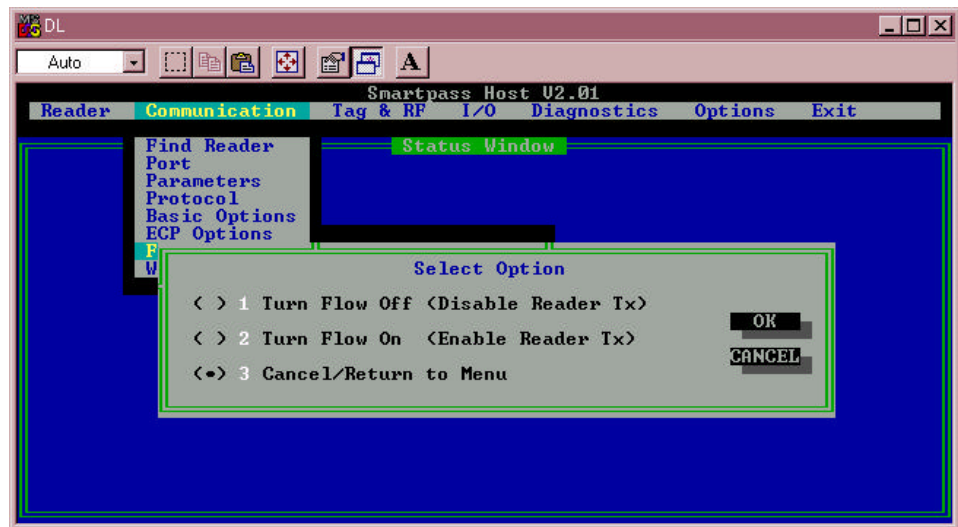 DL
Auto
A
Smartpass Host V2.01
Reader Communication Tag & RF I/O Diagnostics Options Exit
Status Window
Find Reader
Port
Parameters
Protocol
Basic Options
ECP Options
F
W
Select Option
( ) 1 Turn Flow Off (Disable Reader Tx)
( ) 2 Turn Flow On (Enable Reader Tx)
(•) 3 Cancel/Return to Menu
OK
CANCEL